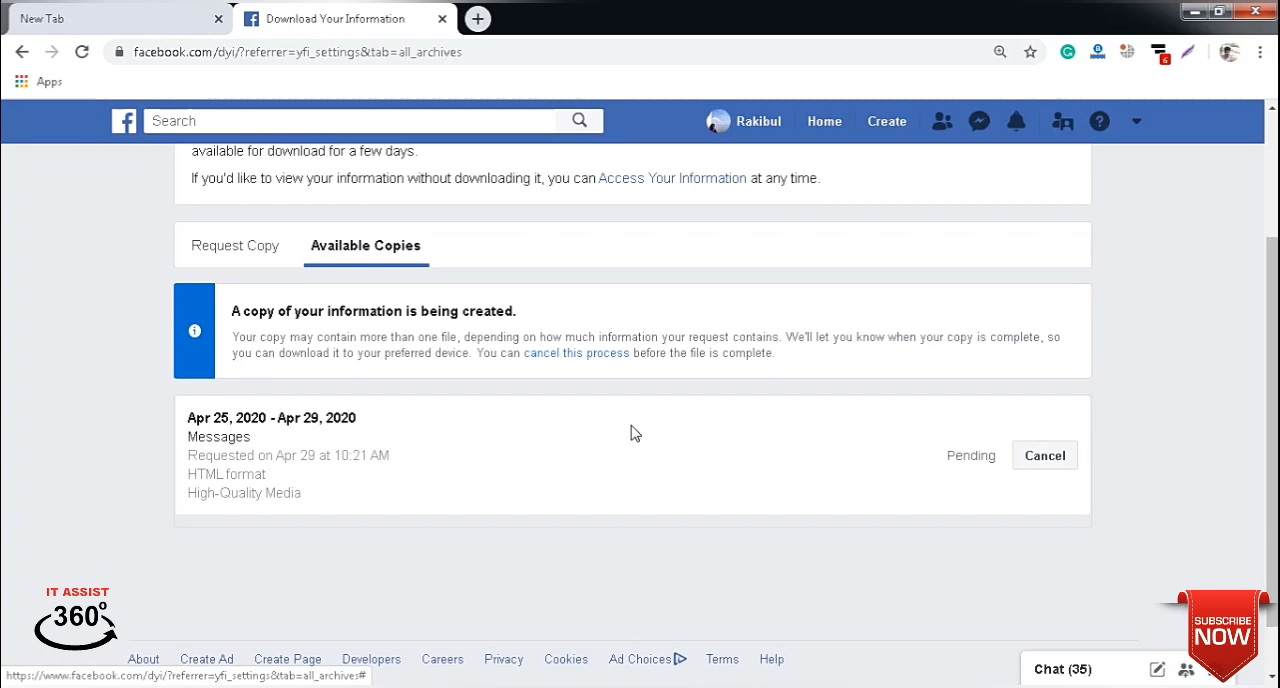 New Tab
Download Your Information
facebook.com/dyi/?referrer=yfi_settings&tab=all_archives
6
Apps
Search
Rakibul
Home
Create
available for download for a few days.
If you'd like to view your information without downloading it, you can Access Your Information at any time.
Request Copy
Available Copies
A copy of your information is being created.
Your copy may contain more than one file, depending on how much information your request contains. We'll let you know when your copy is complete, so
you can download it to your preferred device. You can cancel this process before the file is complete.
Apr 25, 2020 - Apr 29, 2020
Messages
Requested on Apr 29 at 10:21 AM
Pending
Cancel
HTML format
High-Quality Media
IT ASSIST
360°
SUBSCRIBE
NOW
About
Create Ad
Create Page
Developers
Careers
Privacy
Cookies
Ad Choices
Terms
Help
Chat (35)
https://www.facebook.com/dyi/?referrer=yfi_settings&tab=all_archives#